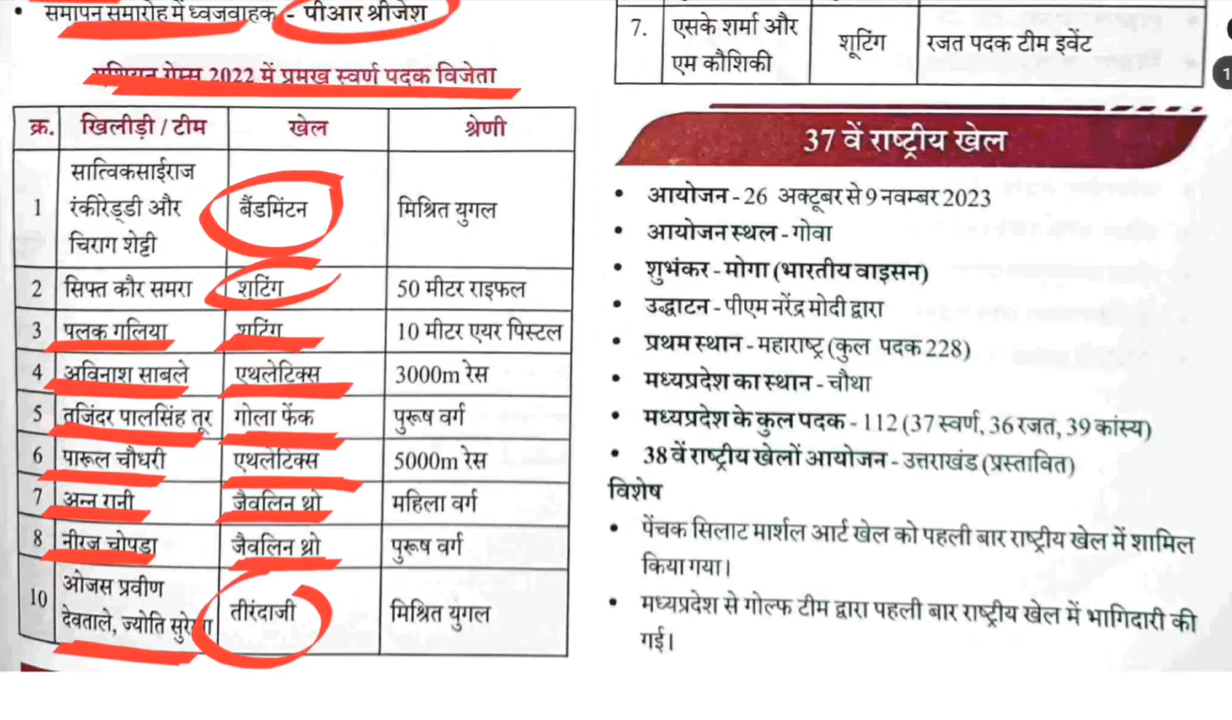 • समापन समारोह में ध्वजवाहक - पीआर श्रीजेश
एशियन गेम्स 2022 में प्रमुख स्वर्ण पदक विजेता
क्र. खिलीड़ी / टीम खेल श्रेणी
1 सात्विकसाईराज रंकीरेड्डी और चिराग शेट्टी बैंडमिंटन मिश्रित युगल
2 सिफ्त कौर समरा शूटिंग 50 मीटर राइफल
3 पलक गलिया शूटिंग 10 मीटर एयर पिस्टल
4 अविनाश साबले एथलेटिक्स 3000m रेस
5 तजिंदर पालसिंह तूर गोला फेंक पुरूष वर्ग
6 पारूल चौधरी एथलेटिक्स 5000m रेस
7 अन्न रानी जैवलिन थ्रो महिला वर्ग
8 नीरज चोपड़ा जैवलिन थ्रो पुरूष वर्ग
10 ओजस प्रवीण देवताले, ज्योति तीरंदाजी मिश्रित युगल
7. एसके शर्मा और एम कौशिकी शूटिंग रजत पदक टीम इवेंट
37 वें राष्ट्रीय खेल
• आयोजन - 26 अक्टूबर से 9 नवम्बर 2023
• आयोजन स्थल - गोवा
• शुभंकर - मोगा (भारतीय वाइसन)
• उद्धाटन - पीएम नरेंद्र मोदी द्वारा
• प्रथम स्थान - महाराष्ट्र (कुल पदक 228)
• मध्यप्रदेश का स्थान - चौथा
• मध्यप्रदेश के कुल पदक - 112 (37 स्वर्ण, 36 रजत, 39 कांस्य)
• 38 वें राष्ट्रीय खेलों आयोजन - उत्तराखंड (प्रस्तावित)
विशेष
• पेंचक सिलाट मार्शल आर्ट खेल को पहली बार राष्ट्रीय खेल में शामिल
किया गया।
• मध्यप्रदेश से गोल्फ टीम द्वारा पहली बार राष्ट्रीय खेल में भागिदारी की
गई।
1